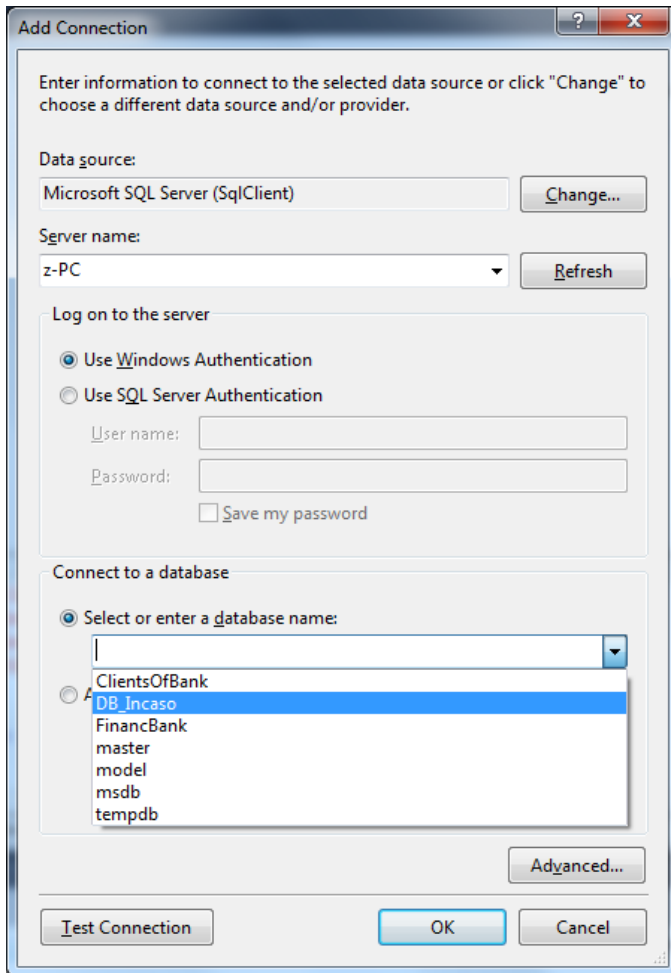 Add Connection
Enter information to connect to the selected data source or click "Change" to
choose a different data source and/or provider.
Data source:
Microsoft SQL Server (SqlClient)
Change...
Server name:
z-PC
Refresh
Log on to the server
Use Windows Authentication
Use SQL Server Authentication
User name:
Password:
Save my password
Connect to a database
Select or enter a database name:
ClientsOfBank
DB_Incaso
FinancBank
master
model
msdb
tempdb
Advanced...
Test Connection
OK
Cancel